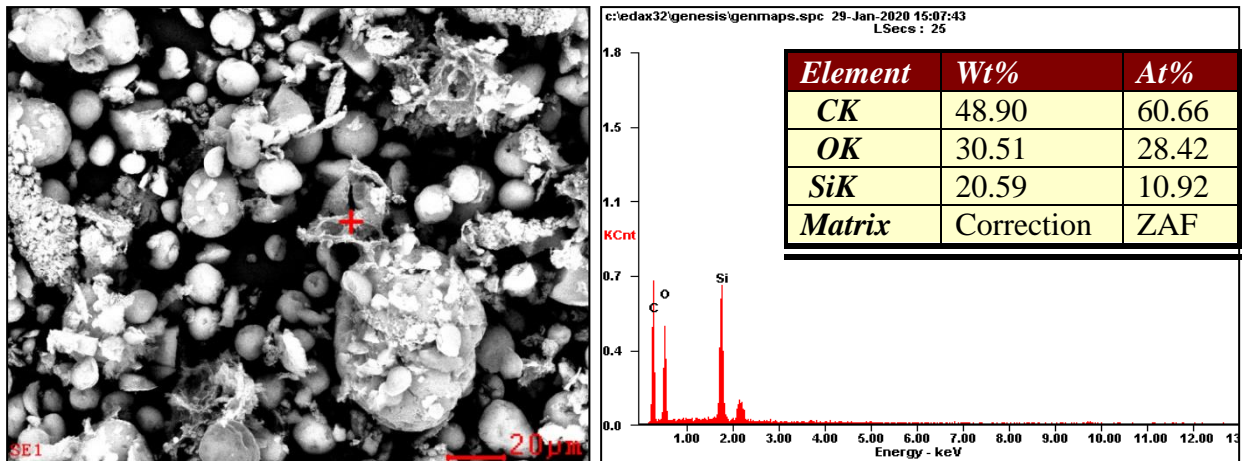 SE1
20µm
c:\edax32\genesis\genmaps.spc 29-Jan-2020 15:07:43
LSecs : 25
Element Wt% At%
CK 48.90 60.66
OK 30.51 28.42
SiK 20.59 10.92
Matrix Correction ZAF
1.8
1.5
1.1
KCnt
0.7
0.4
0.0
C
O
Si
1.00 2.00 3.00 4.00 5.00 6.00 7.00 8.00 9.00 10.00 11.00 12.00 13
Energy - keV